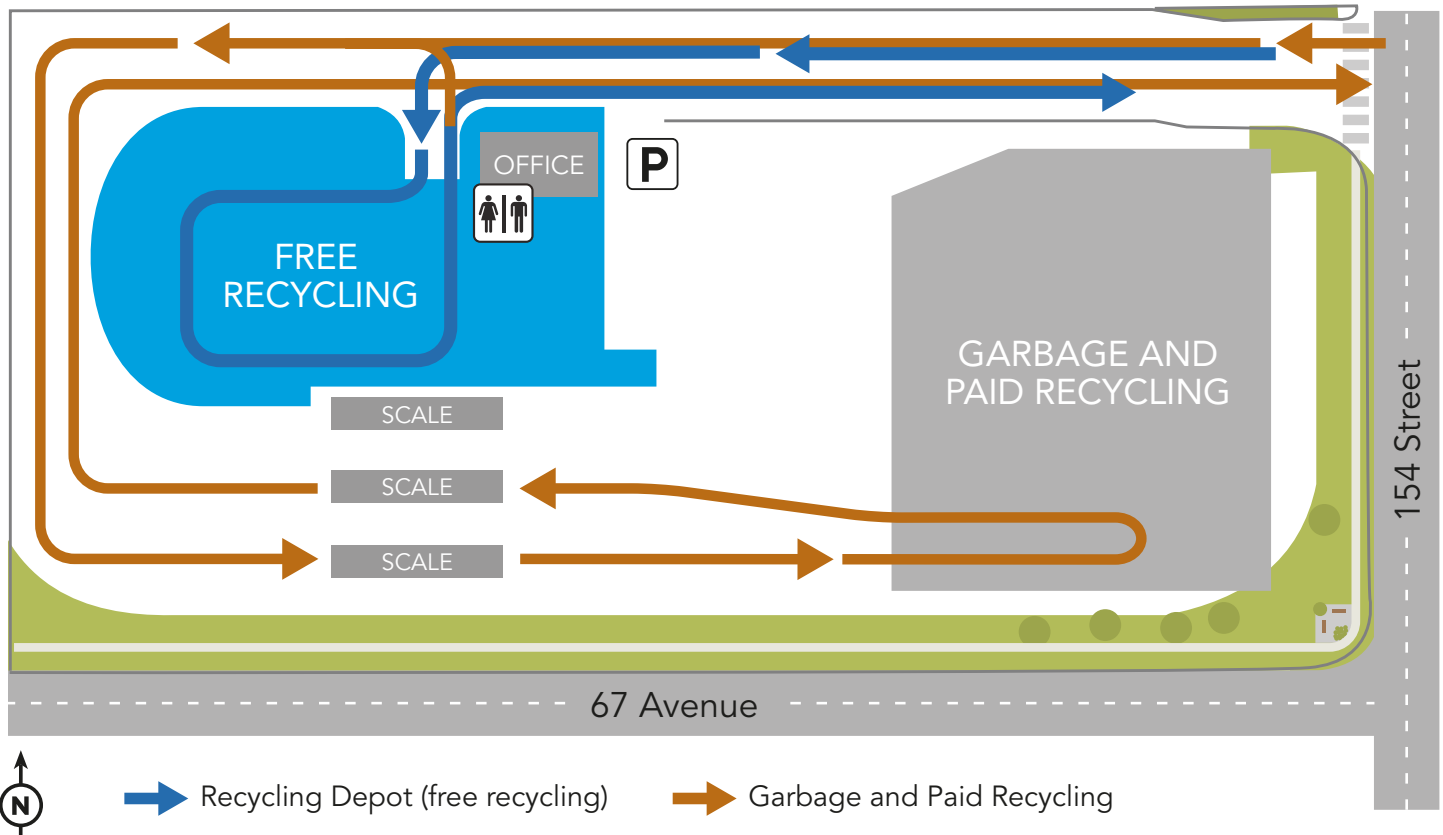 OFFICE
P
FREE
RECYCLING
GARBAGE AND
PAID RECYCLING
SCALE
SCALE
SCALE
154 Street
67 Avenue
N
Recycling Depot (free recycling)
Garbage and Paid Recycling